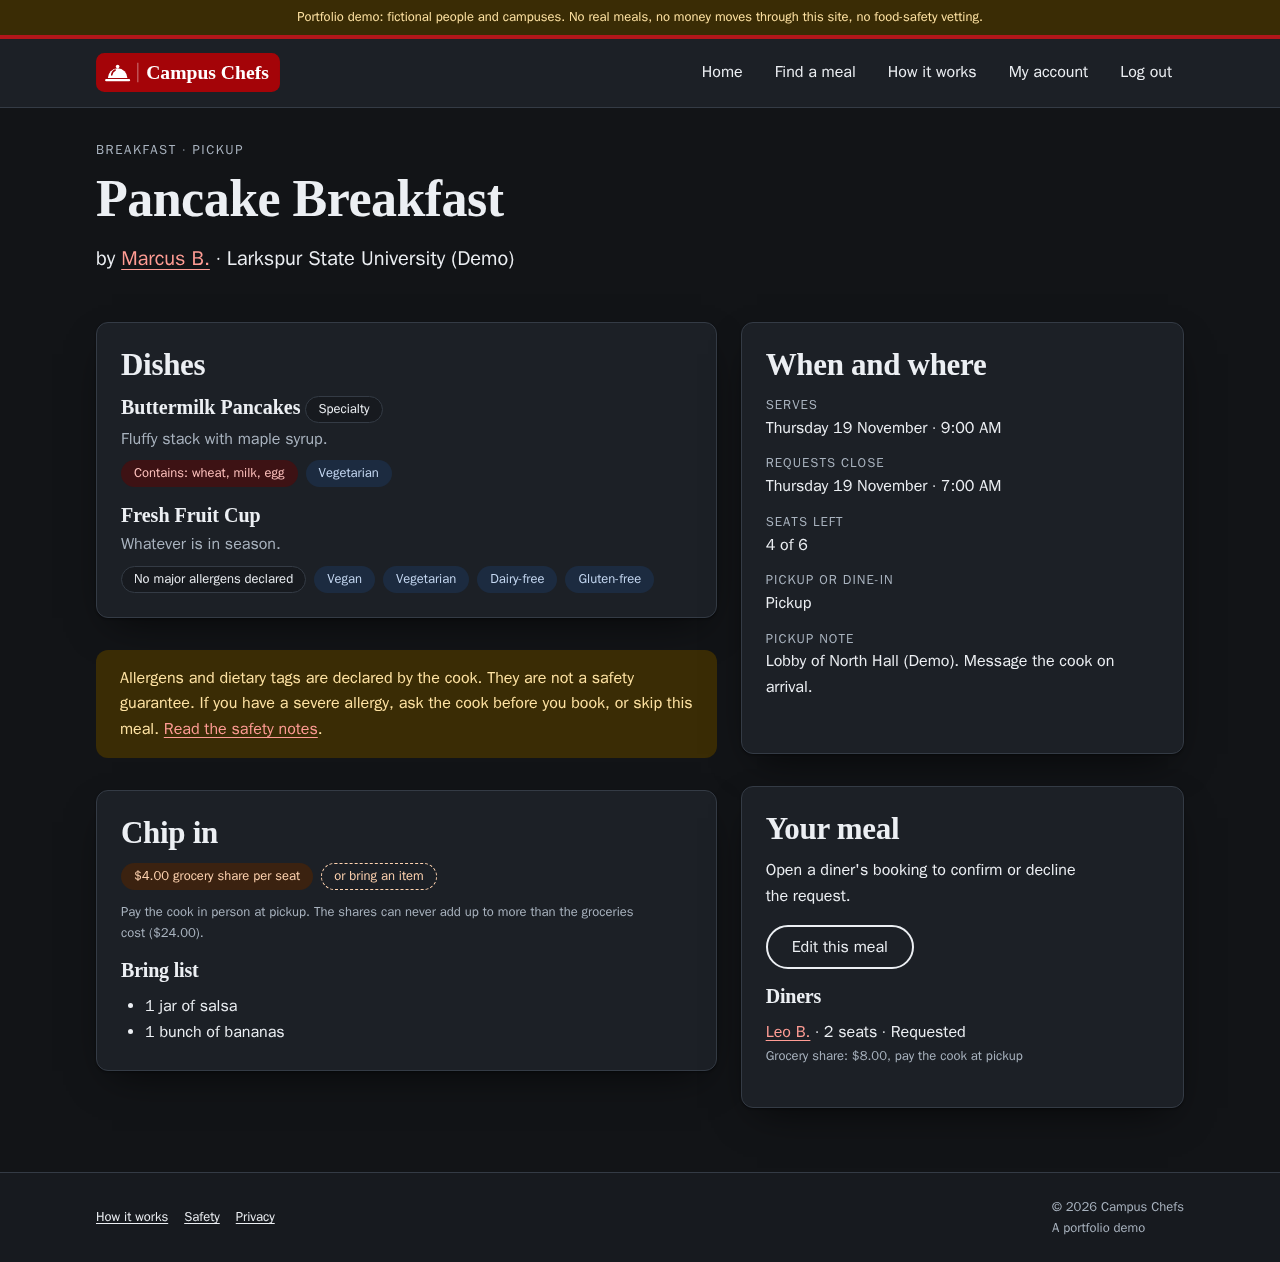 Portfolio demo: fictional people and campuses. No real meals, no money moves through this site, no food-safety vetting.
Campus Chefs
Home
Find a meal
How it works
My account
Log out
BREAKFAST · PICKUP
Pancake Breakfast
by Marcus B. · Larkspur State University (Demo)
Dishes
Buttermilk Pancakes Specialty
Fluffy stack with maple syrup.
Contains: wheat, milk, egg Vegetarian
Fresh Fruit Cup
Whatever is in season.
No major allergens declared Vegan Vegetarian Dairy-free Gluten-free
Allergens and dietary tags are declared by the cook. They are not a safety
guarantee. If you have a severe allergy, ask the cook before you book, or skip this
meal. Read the safety notes.
Chip in
$4.00 grocery share per seat or bring an item
Pay the cook in person at pickup. The shares can never add up to more than the groceries
cost ($24.00).
Bring list
• 1 jar of salsa
• 1 bunch of bananas
When and where
SERVES
Thursday 19 November · 9:00 AM
REQUESTS CLOSE
Thursday 19 November · 7:00 AM
SEATS LEFT
4 of 6
PICKUP OR DINE-IN
Pickup
PICKUP NOTE
Lobby of North Hall (Demo). Message the cook on
arrival.
Your meal
Open a diner's booking to confirm or decline
the request.
Edit this meal
Diners
Leo B. · 2 seats · Requested
Grocery share: $8.00, pay the cook at pickup
How it works Safety Privacy
© 2026 Campus Chefs
A portfolio demo